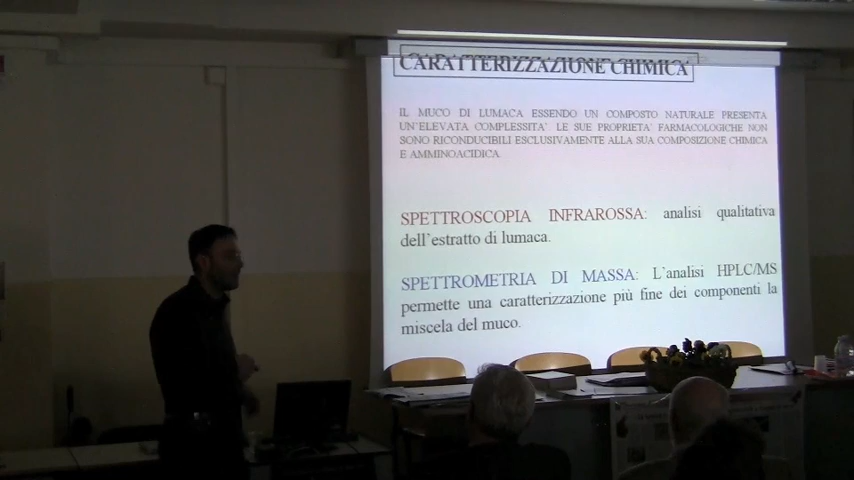 CARATTERIZZAZIONE CHIMICA
IL MUCO DI LUMACA ESSENDO UN COMPOSTO NATURALE PRESENTA
UN'ELEVATA COMPLESSITA'. LE SUE PROPRIETA' FARMACOLOGICHE NON
SONO RICONDUCIBILI ESCLUSIVAMENTE ALLA SUA COMPOSIZIONE CHIMICA
E AMMINOACIDICA.
SPETTROSCOPIA INFRAROSSA: analisi qualitativa
dell'estratto di lumaca.
SPETTROMETRIA DI MASSA: L'analisi HPLC/MS
permette una caratterizzazione più fine dei componenti la
miscela del muco.